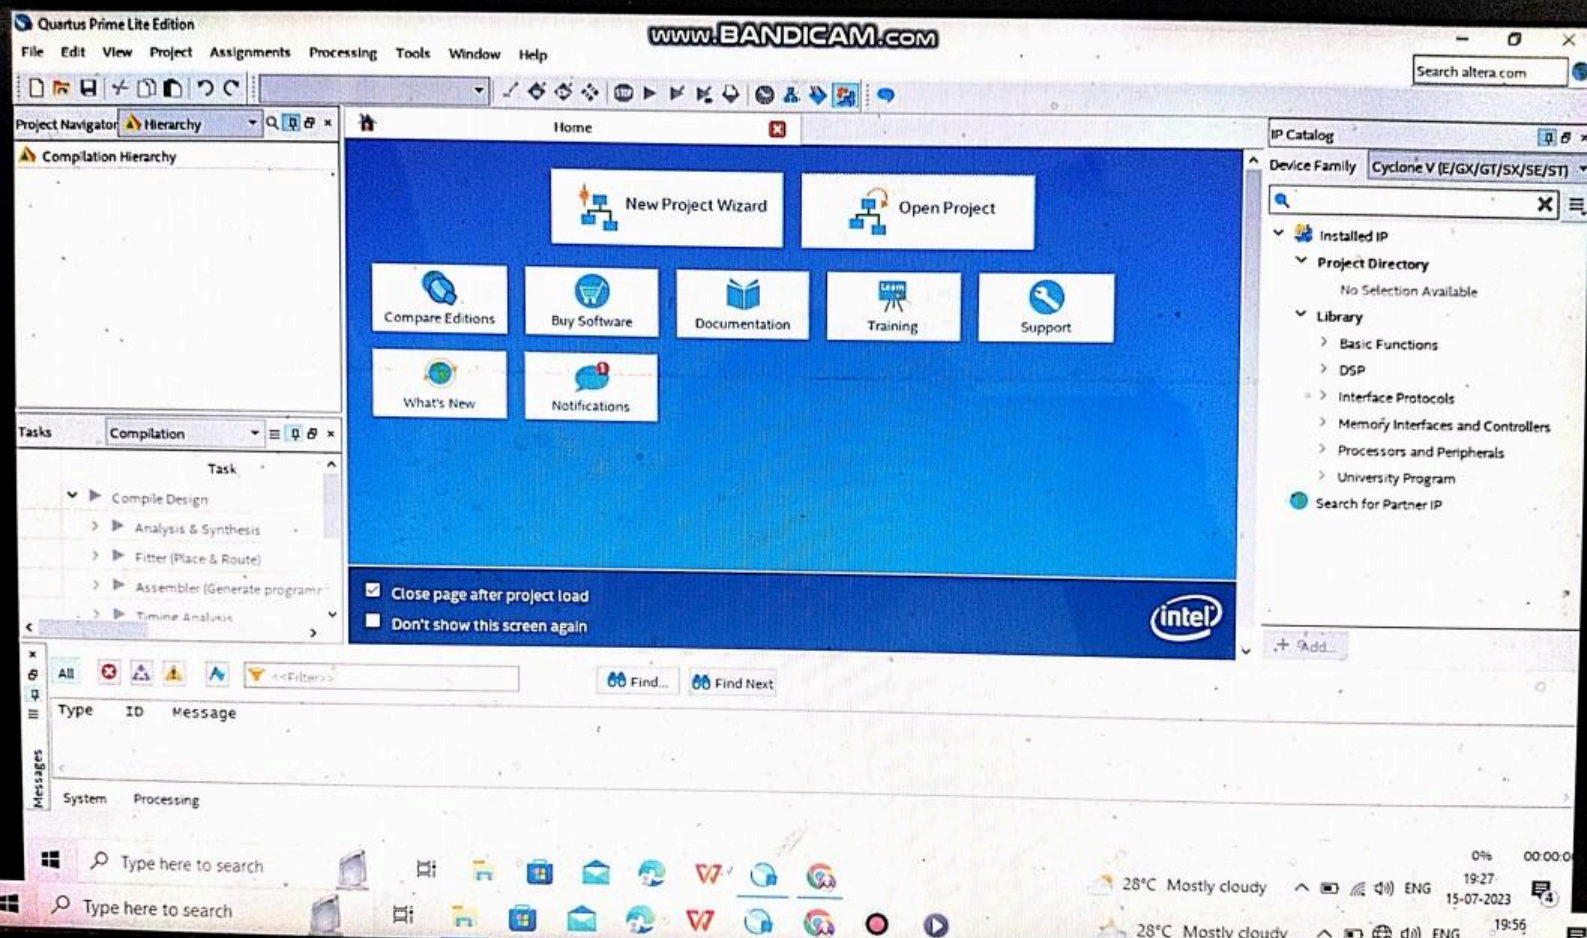 Quartus Prime Lite Edition
www.BANDICAM.com
File Edit View Project Assignments Processing Tools Window Help
Search altera.com
Project Navigator Hierarchy
Home
IP Catalog
Compilation Hierarchy
Device Family Cyclone V (E/GX/GT/SX/SE/ST)
New Project Wizard
Open Project
Installed IP
Project Directory
No Selection Available
Library
Basic Functions
DSP
Interface Protocols
Memory Interfaces and Controllers
Processors and Peripherals
University Program
Search for Partner IP
+ Add...
Compare Editions
Buy Software
Documentation
Learn
Training
Support
What's New
1
Notifications
Tasks Compilation
Task
Compile Design
Analysis & Synthesis
Fitter (Place & Route)
Assembler (Generate programr
Timing Analysis
Close page after project load
Don't show this screen again
intel
All
<<Filter>>
Find...
Find Next
Type ID Message
Messages
System Processing
0% 00:00:0
Type here to search
28°C Mostly cloudy
ENG
19:27
15-07-2023
4
Type here to search
28°C Mostly cloudy
ENG
19:56